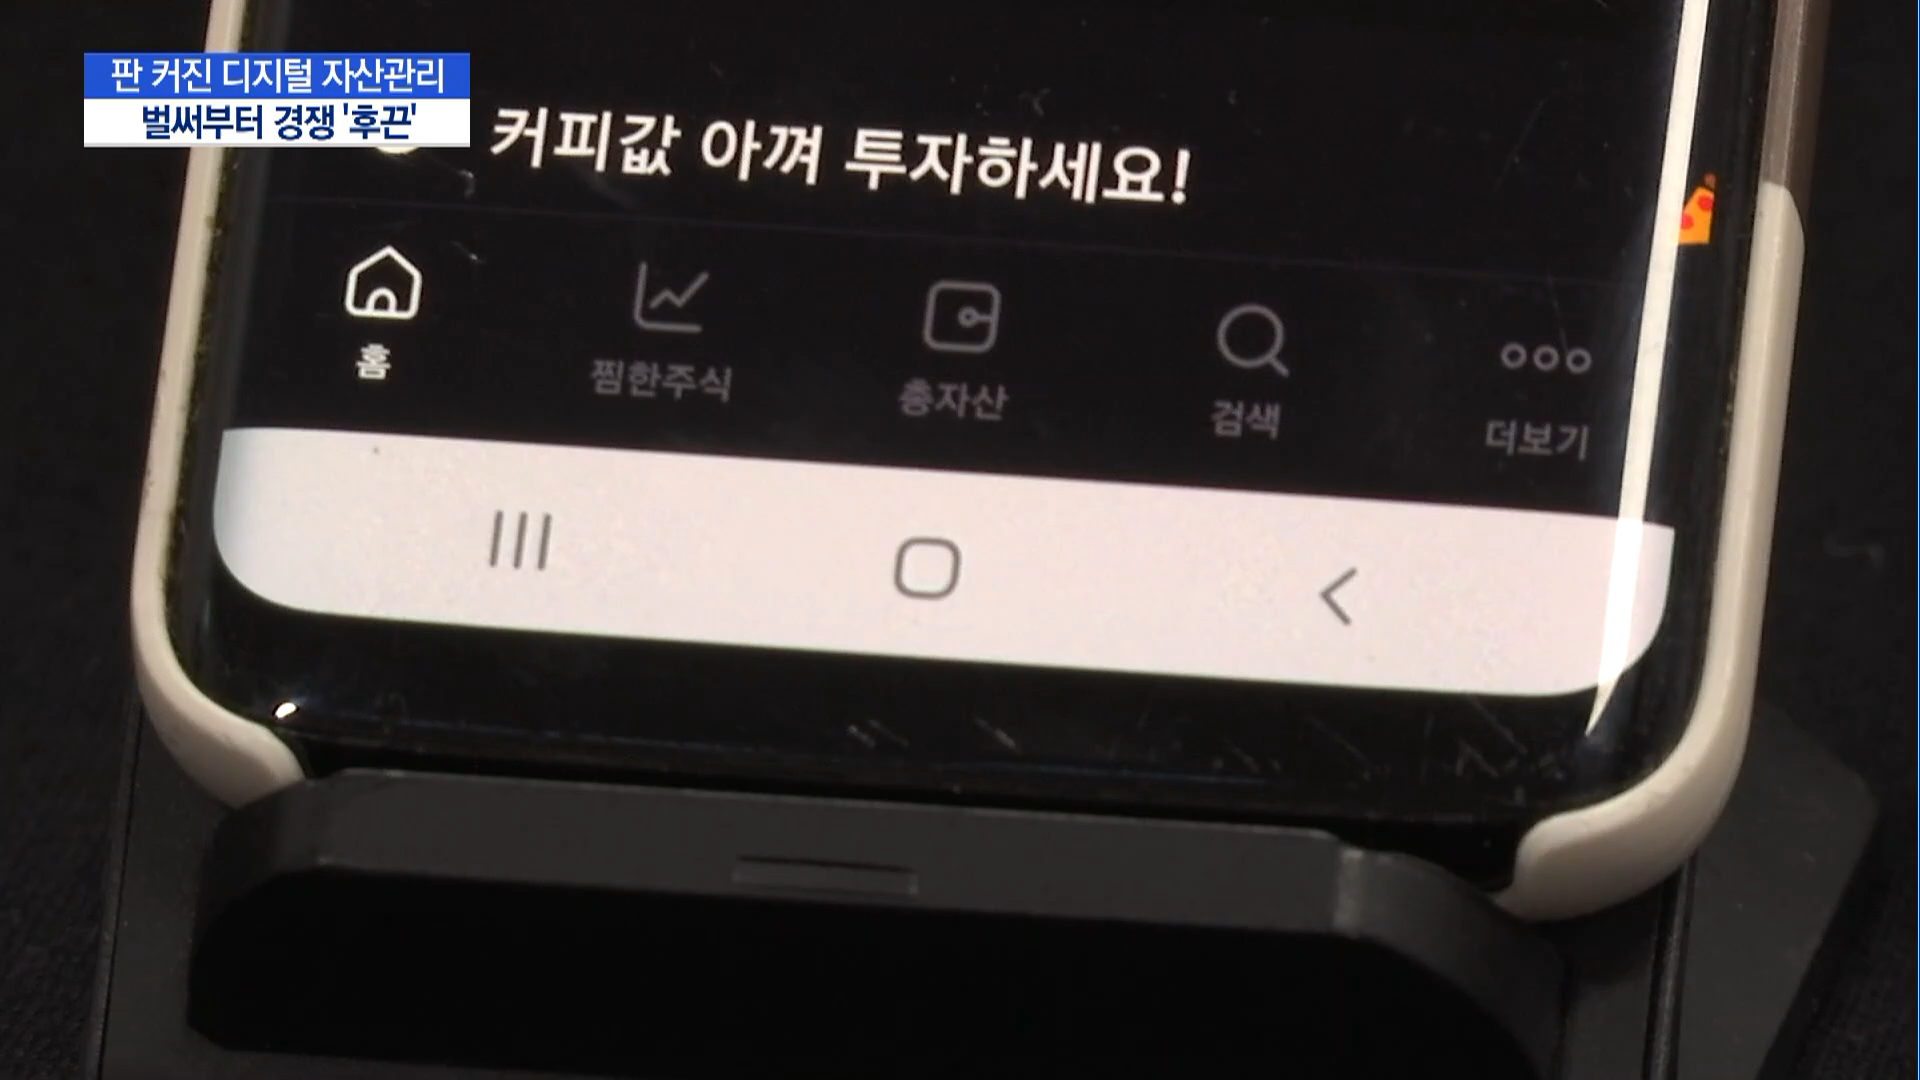 판 커진 디지털 자산관리
벌써부터 경쟁 '후끈'
커피값 아껴 투자하세요!
홈
찜한주식
총자산
검색
더보기